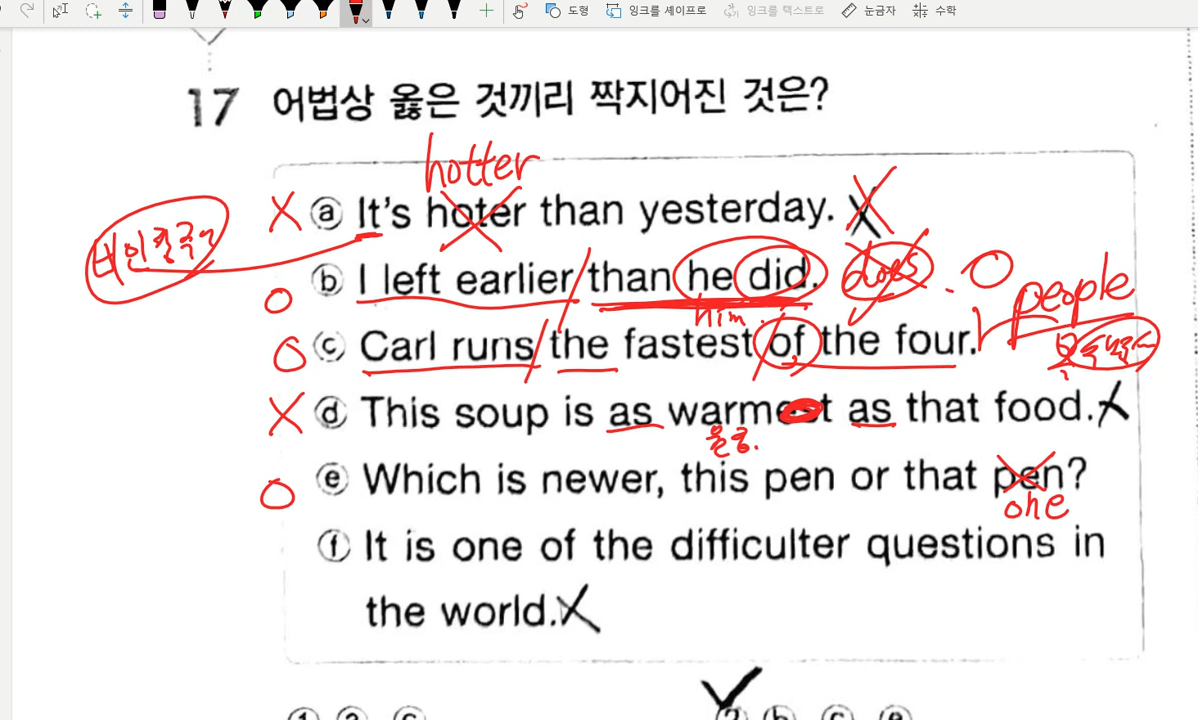 도형 잉크를 셰이프로 잉크를 텍스트로 눈금자 수학
17 어법상 옳은 것끼리 짝지어진 것은?
hotter
X ⓐ It's hoter than yesterday. X
비인칭주어
O ⓑ I left earlier than he did. does. O
him. people
O ⓒ Carl runs the fastest of the four.
X ⓓ This soup is as warmest as that food. X
원급.
O ⓔ Which is newer, this pen or that pen?
one
ⓕ It is one of the difficulter questions in
the world. X
① ⓐ ⓒ ② ⓑ ⓒ ⓔ